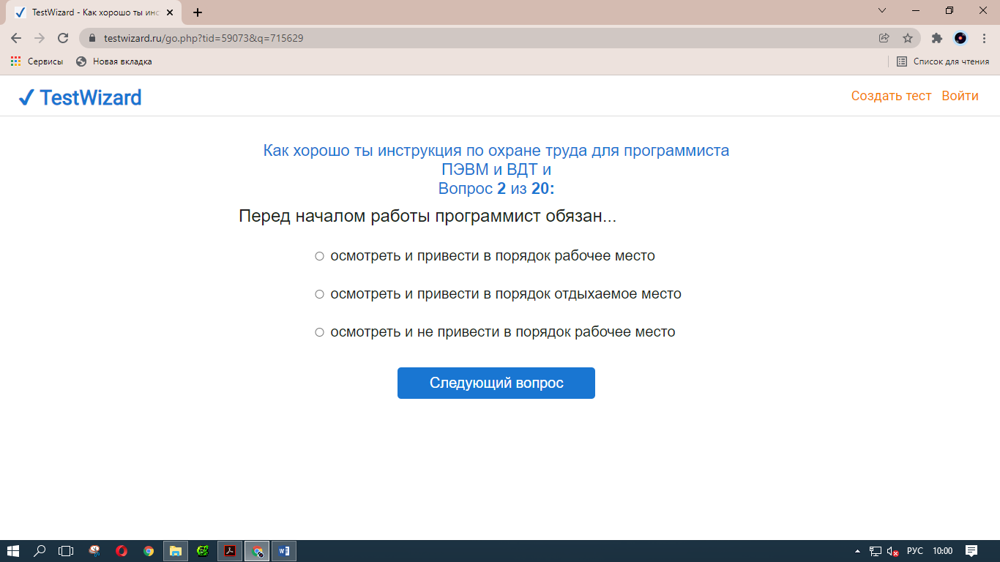 TestWizard - Как хорошо ты инс
testwizard.ru/go.php?tid=59073&q=715629
Сервисы
Новая вкладка
Список для чтения
TestWizard
Создать тест
Войти
Как хорошо ты инструкция по охране труда для программиста
ПЭВМ и ВДТ и
Вопрос 2 из 20:
Перед началом работы программист обязан...
осмотреть и привести в порядок рабочее место
осмотреть и привести в порядок отдыхаемое место
осмотреть и не привести в порядок рабочее место
Следующий вопрос
РУС
10:00